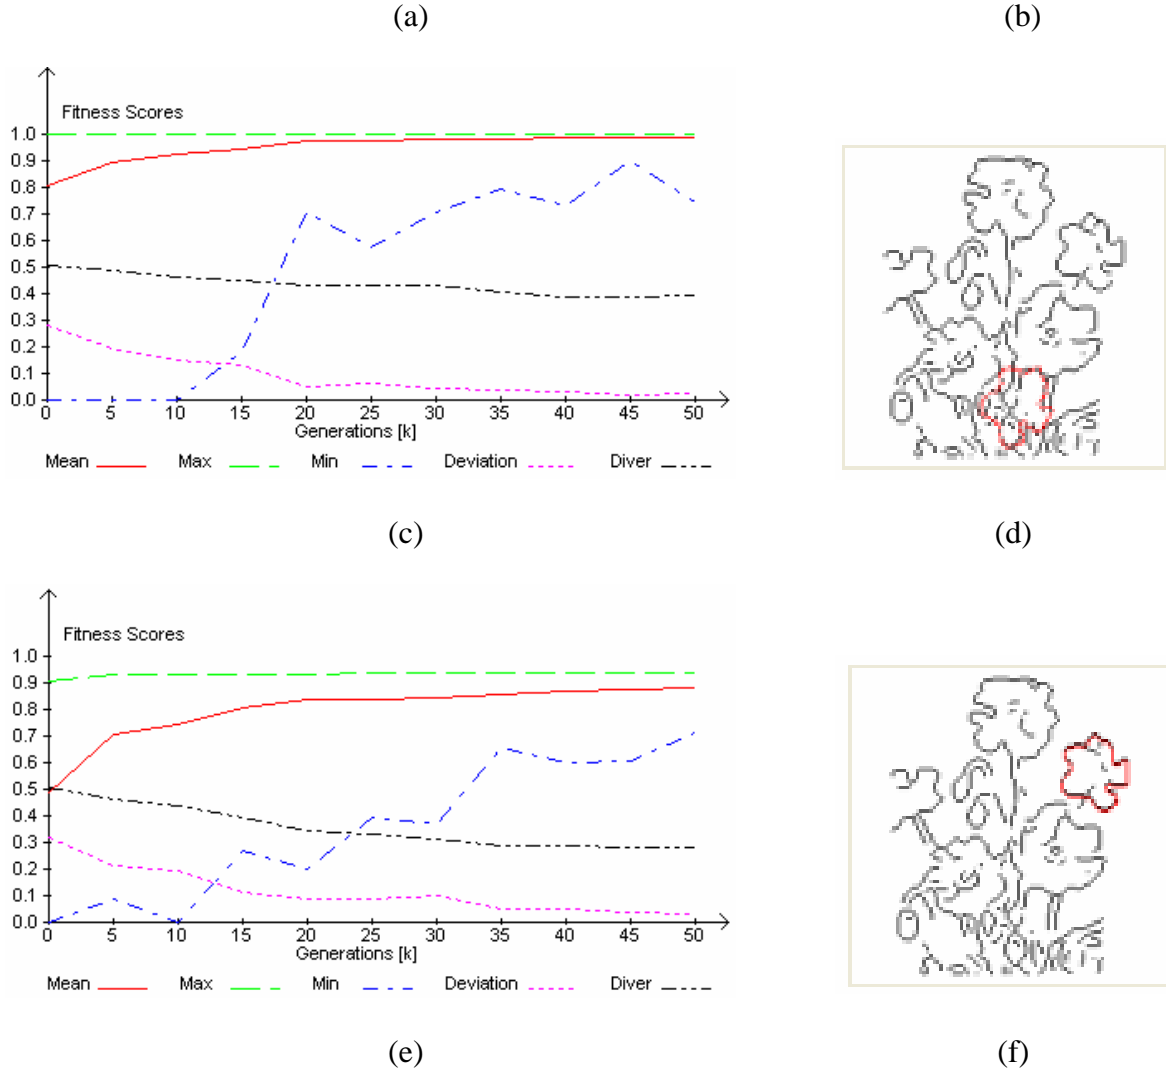 (a) (b)
Fitness Scores
1.0
0.9
0.8
0.7
0.6
0.5
0.4
0.3
0.2
0.1
0.0
0 5 10 15 20 25 30 35 40 45 50
Generations [k]
Mean Max Min Deviation Diver
(c) (d)
Fitness Scores
1.0
0.9
0.8
0.7
0.6
0.5
0.4
0.3
0.2
0.1
0.0
0 5 10 15 20 25 30 35 40 45 50
Generations [k]
Mean Max Min Deviation Diver
(e) (f)